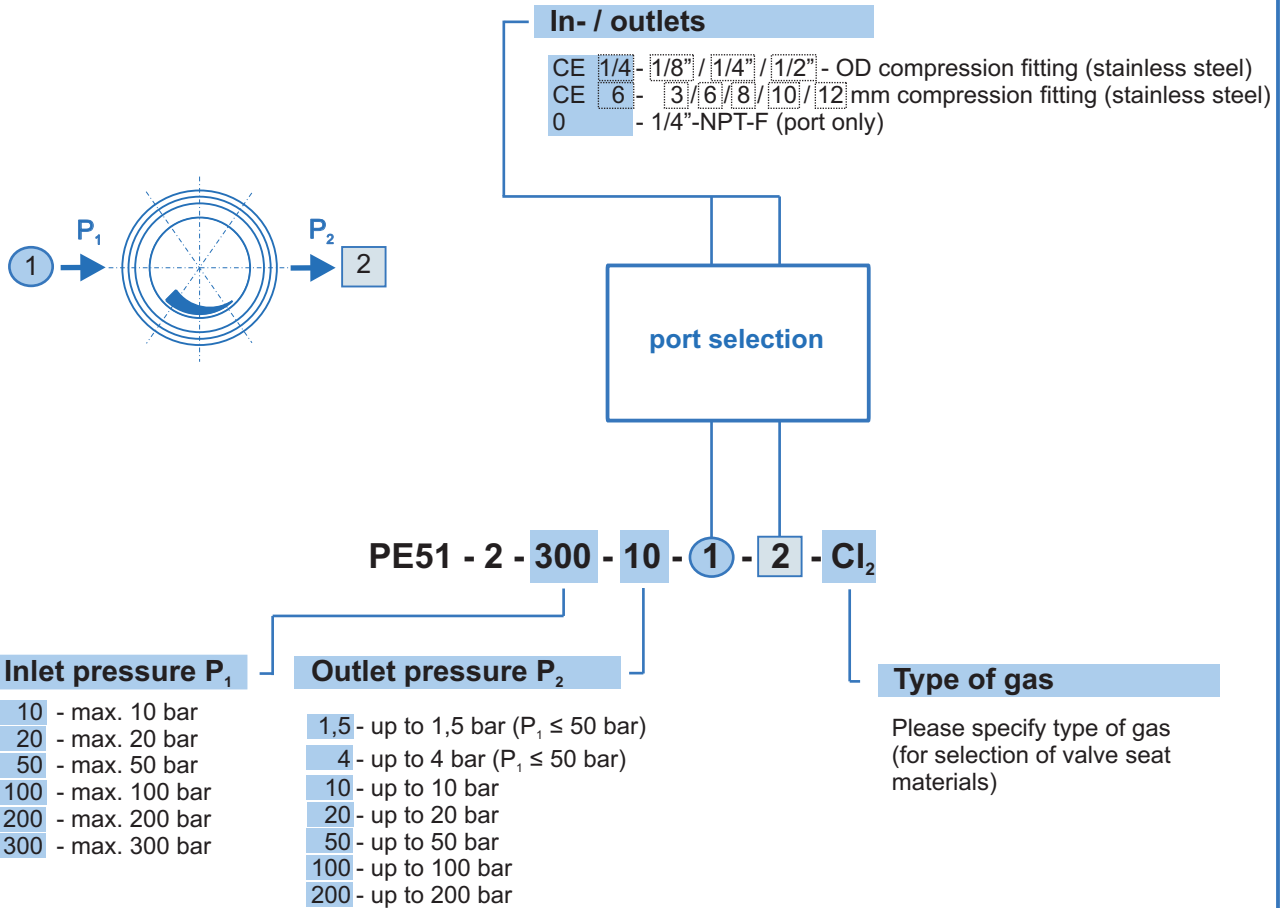 In- / outlets
CE 1/4 - 1/8” / 1/4” / 1/2” - OD compression fitting (stainless steel)
CE 6 - 3 / 6 / 8 / 10 / 12 mm compression fitting (stainless steel)
0 - 1/4”-NPT-F (port only)
P₁
P₂
1
2
port selection
PE51 - 2 - 300 - 10 - 1 - 2 - Cl₂
Inlet pressure P₁
10 - max. 10 bar
20 - max. 20 bar
50 - max. 50 bar
100 - max. 100 bar
200 - max. 200 bar
300 - max. 300 bar
Outlet pressure P₂
1,5 - up to 1,5 bar (P₁ ≤ 50 bar)
4 - up to 4 bar (P₁ ≤ 50 bar)
10 - up to 10 bar
20 - up to 20 bar
50 - up to 50 bar
100 - up to 100 bar
200 - up to 200 bar
Type of gas
Please specify type of gas
(for selection of valve seat
materials)